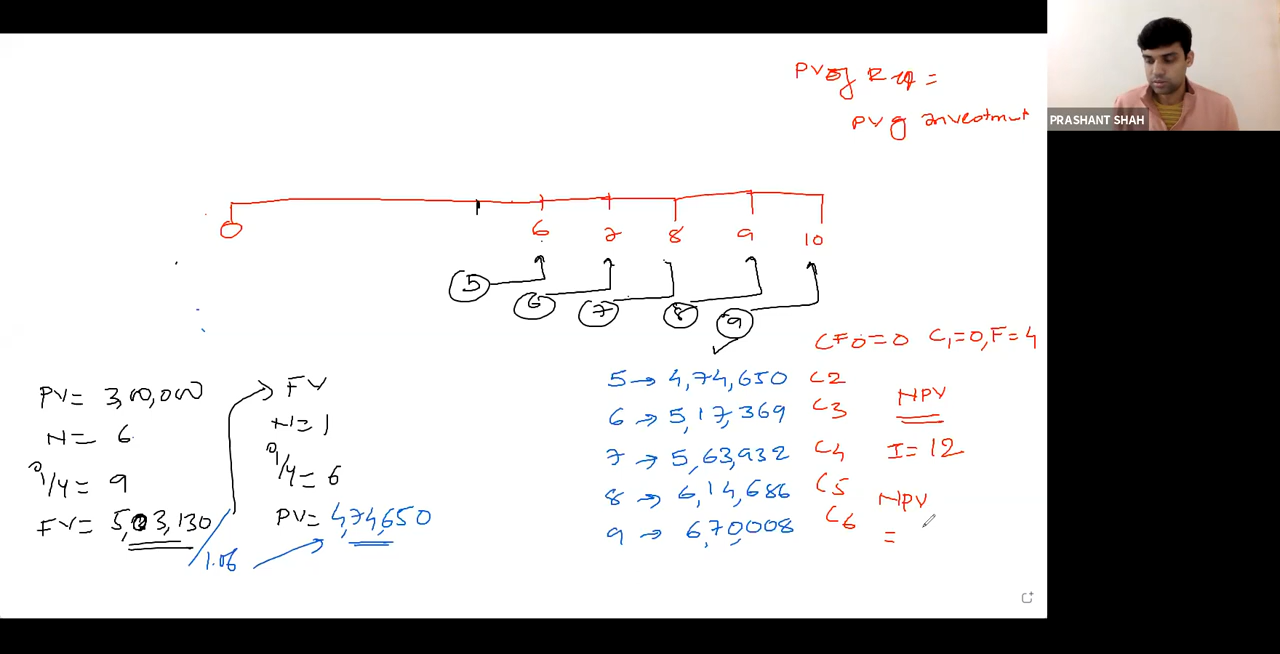 PV of Req =
PV of investment
PRASHANT SHAH
0 6 7 8 9 10
5 6 7 8 9
CF0=0 C1=0, F=4
PV= 3,00,000
N= 6
I/Y= 9
FV= 5,03,130
/1.06
FV
N=1
I/Y= 6
PV= 4,74,650
5→ 4,74,650 C2
6→ 5,17,369 C3
7→ 5,63,932 C4
8→ 6,14,686 C5
9→ 6,70,008 C6
NPV
I=12
NPV
=